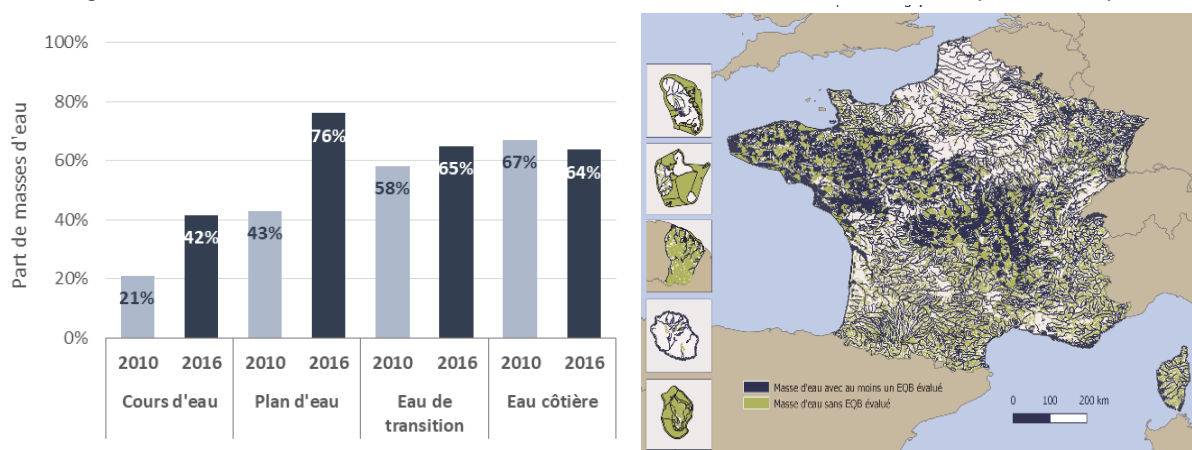 100%
80%
60%
40%
20%
0%
Part de masses d'eau
21%
42%
43%
76%
58%
65%
67%
64%
2010 2016 2010 2016 2010 2016 2010 2016
Cours d'eau Plan d'eau Eau de transition Eau côtière
Masse d'eau avec au moins un EQB évalué
Masse d'eau sans EQB évalué
0 100 200 km